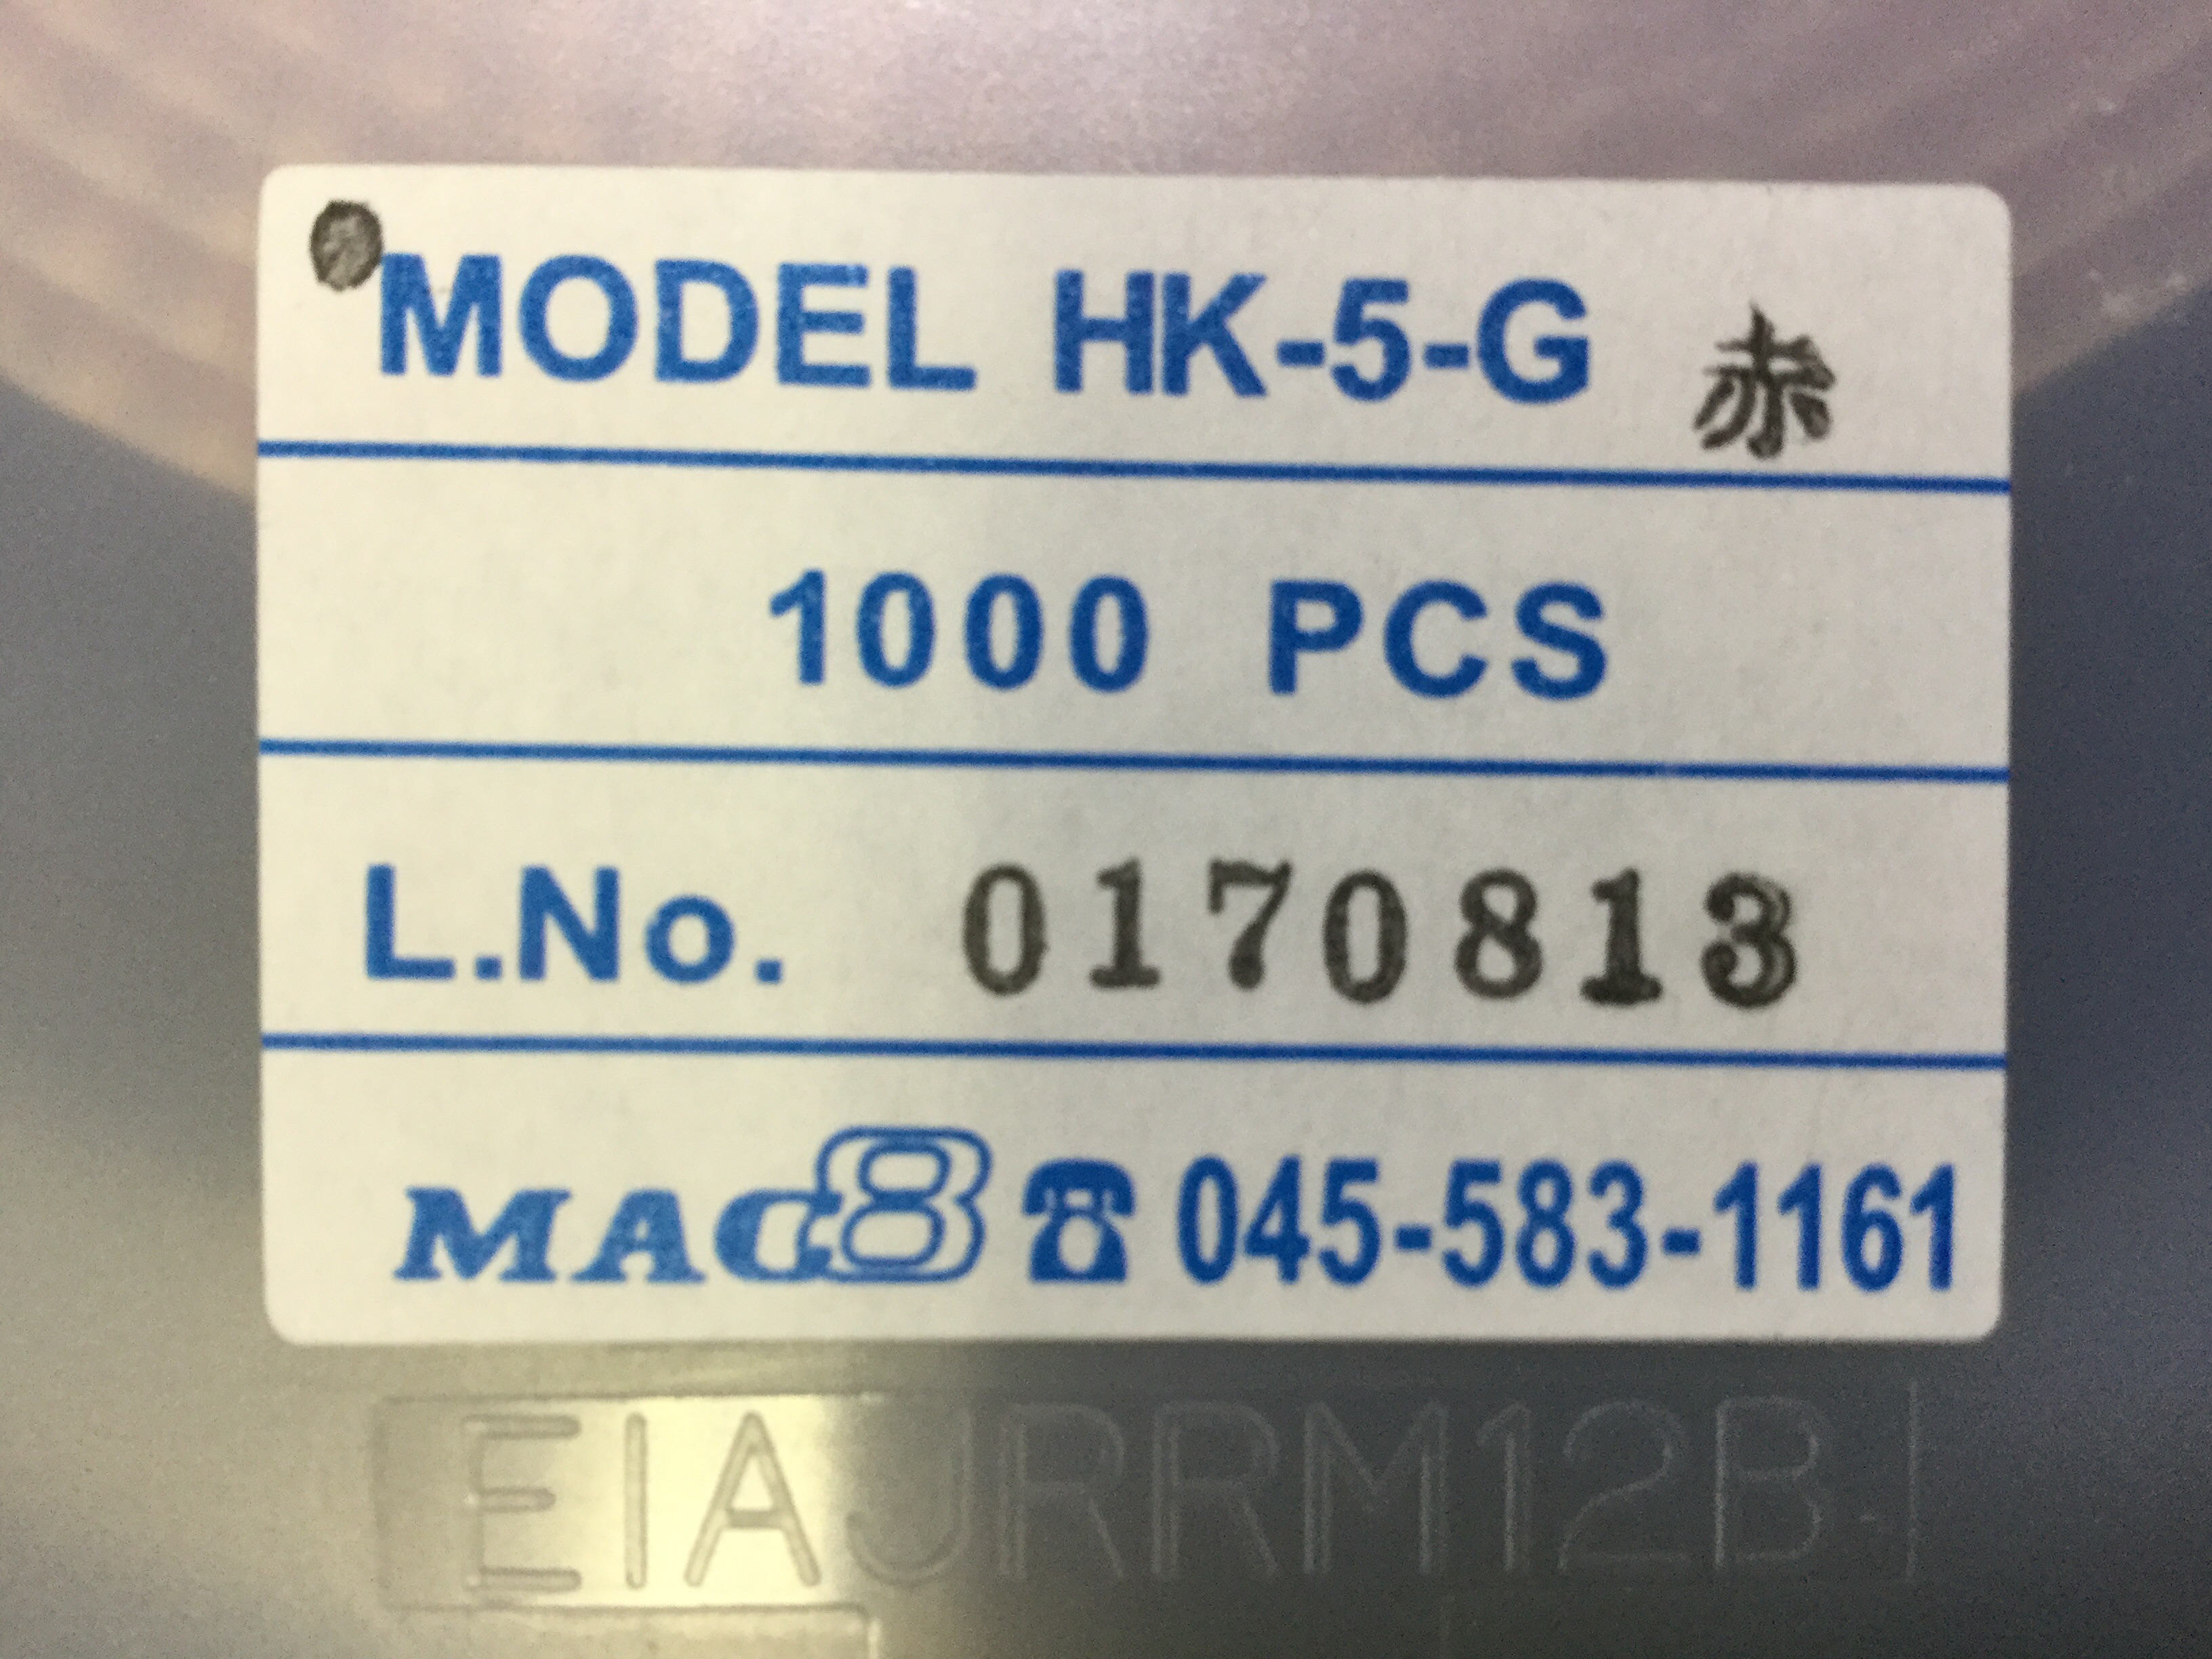 MODEL HK-5-G 赤
1000 PCS
L.No. 0170813
MAC8 ☎ 045-583-1161
EIAJRRM12B